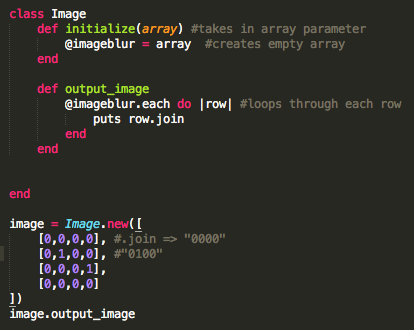 class Image
    def initialize(array) #takes in array parameter
        @imageblur = array  #creates empty array
    end

    def output_image
        @imageblur.each do |row| #loops through each row
            puts row.join
        end
    end


end

image = Image.new([
    [0,0,0,0], #.join => "0000"
    [0,1,0,0], #"0100"
    [0,0,0,1],
    [0,0,0,0]
])
image.output_image